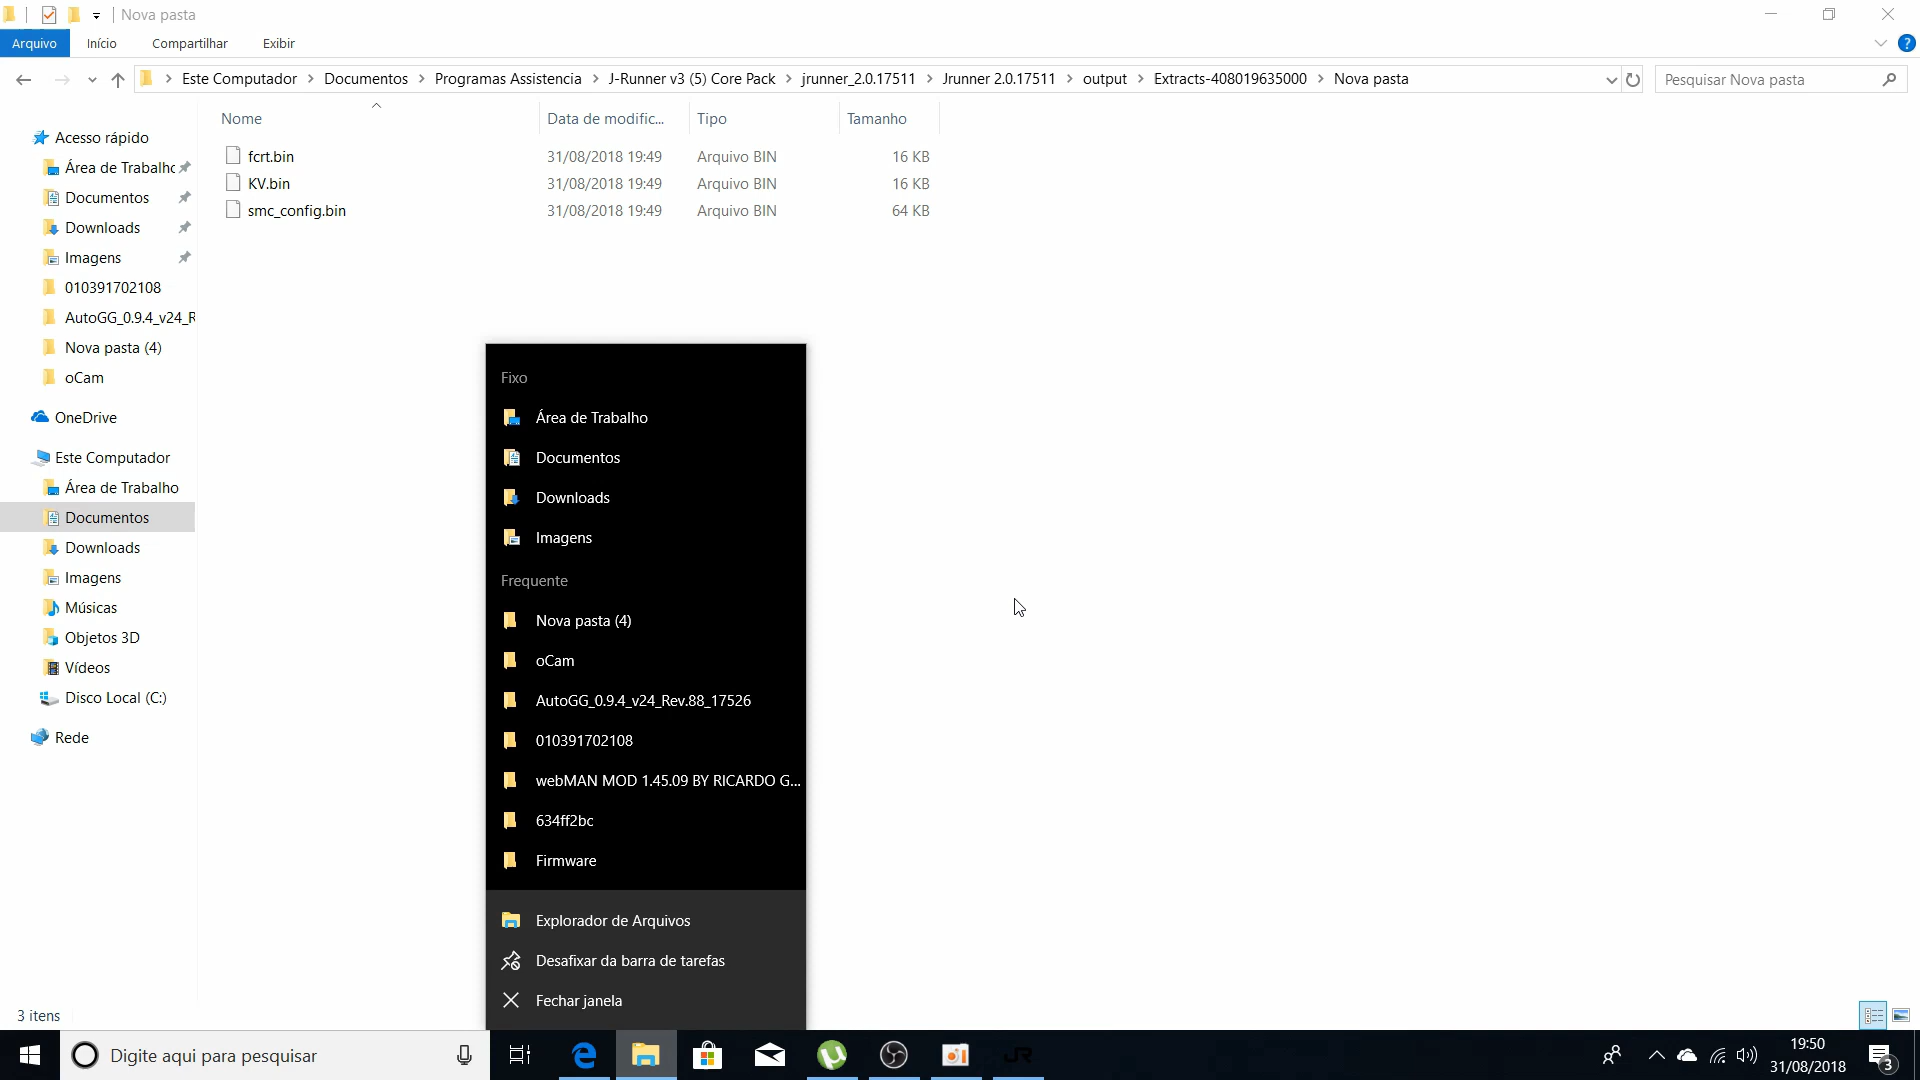 Nova pasta
Arquivo
Início
Compartilhar
Exibir
Este Computador
Documentos
Programas Assistencia
J-Runner v3 (5) Core Pack
jrunner_2.0.17511
Jrunner 2.0.17511
output
Extracts-408019635000
Nova pasta
Pesquisar Nova pasta
Nome
Data de modific...
Tipo
Tamanho
fcrt.bin
31/08/2018 19:49
Arquivo BIN
16 KB
KV.bin
31/08/2018 19:49
Arquivo BIN
16 KB
smc_config.bin
31/08/2018 19:49
Arquivo BIN
64 KB
Acesso rápido
Área de Trabalho
Documentos
Downloads
Imagens
010391702108
AutoGG_0.9.4_v24_R
Nova pasta (4)
oCam
OneDrive
Este Computador
Área de Trabalho
Documentos
Downloads
Imagens
Músicas
Objetos 3D
Vídeos
Disco Local (C:)
Rede
Fixo
Área de Trabalho
Documentos
Downloads
Imagens
Frequente
Nova pasta (4)
oCam
AutoGG_0.9.4_v24_Rev.88_17526
010391702108
webMAN MOD 1.45.09 BY RICARDO G...
634ff2bc
Firmware
Explorador de Arquivos
Desafixar da barra de tarefas
Fechar janela
3 itens
Digite aqui para pesquisar
JR
19:50
31/08/2018
3